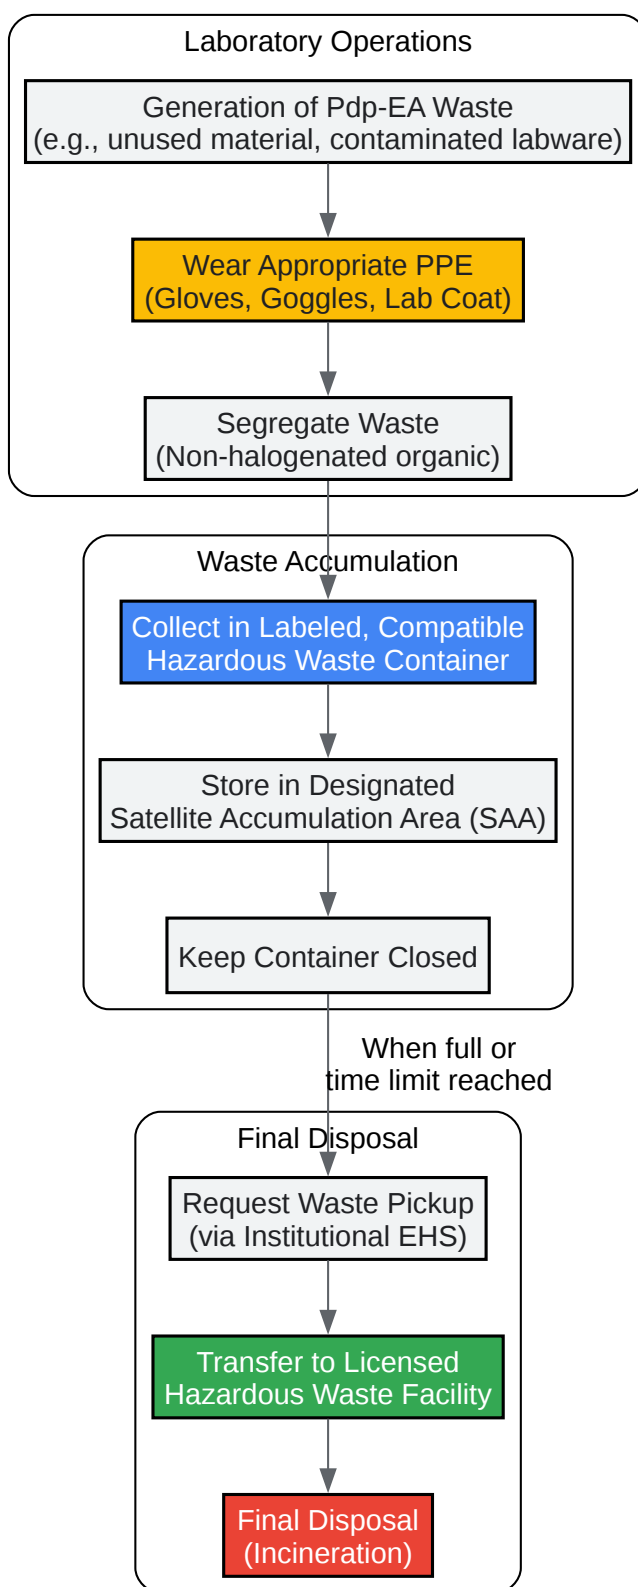 Laboratory Operations
Generation of Pdp-EA Waste
(e.g., unused material, contaminated labware)
Wear Appropriate PPE
(Gloves, Goggles, Lab Coat)
Segregate Waste
(Non-halogenated organic)
Waste Accumulation
Collect in Labeled, Compatible
Hazardous Waste Container
Store in Designated
Satellite Accumulation Area (SAA)
Keep Container Closed
When full or
time limit reached
Final Disposal
Request Waste Pickup
(via Institutional EHS)
Transfer to Licensed
Hazardous Waste Facility
Final Disposal
(Incineration)